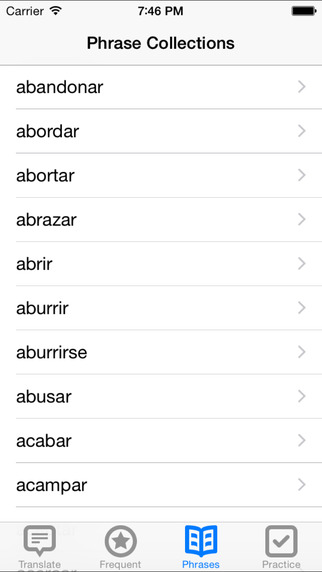 Carrier 7:46 PM
Phrase Collections
abandonar
abordar
abortar
abrazar
abrir
aburrir
aburrirse
abusar
acabar
acampar
Translate Frequent Phrases Practice